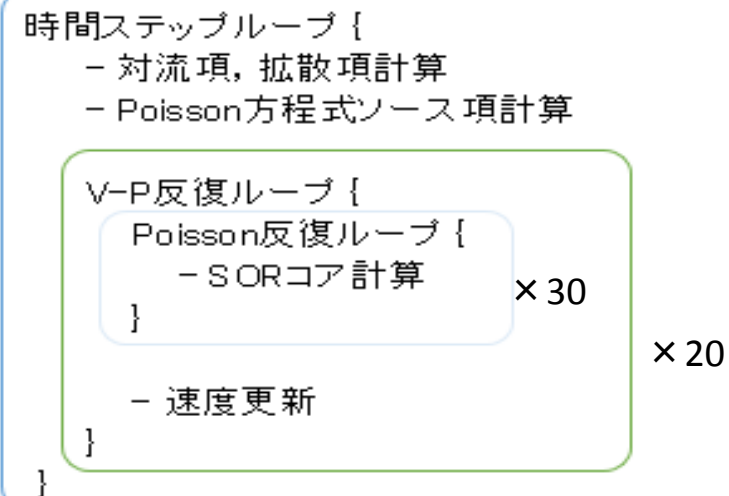 時間ステップループ {
– 対流項, 拡散項計算
– Poisson方程式ソース項計算
V-P反復ループ {
Poisson反復ループ {
– SORコア計算
× 30
}
× 20
– 速度更新
}
}